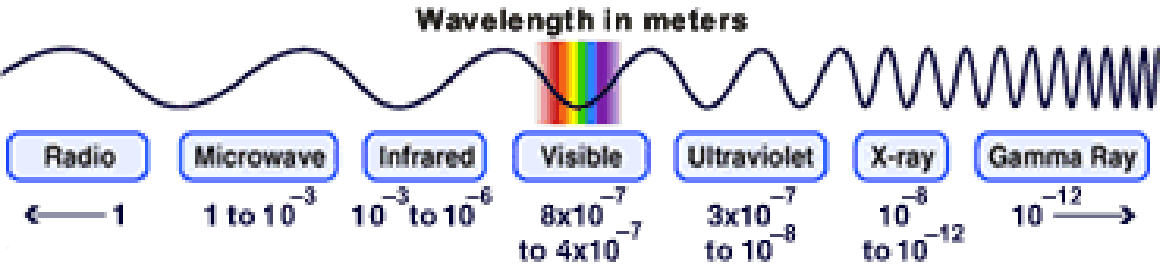 Wavelength in meters
Radio Microwave Infrared Visible Ultraviolet X-ray Gamma Ray
1 1 to 10⁻³ 10⁻³ to 10⁻⁶ 8x10⁻⁷ 3x10⁻⁷ 10⁻⁸ 10⁻¹²
to 4x10⁻⁷ to 10⁻⁸ to 10⁻¹²